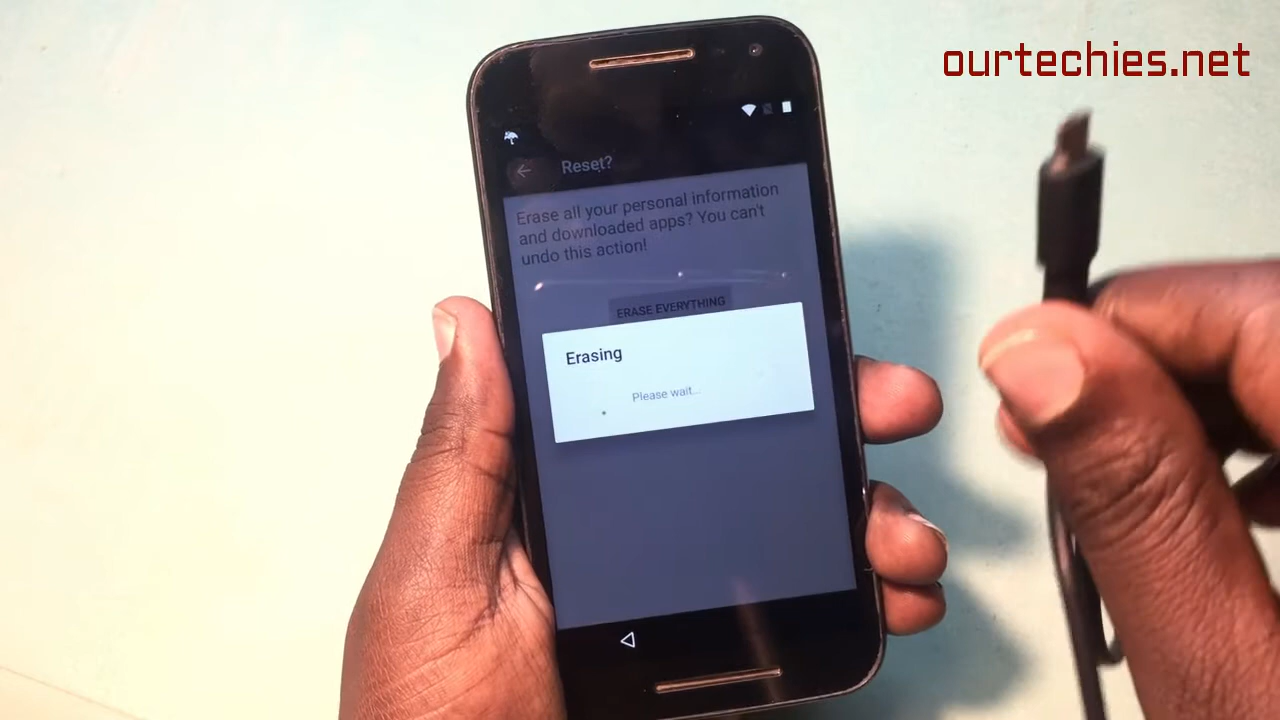 ourtechies.net
Reset?
Erase all your personal information
and downloaded apps? You can't
undo this action!
ERASE EVERYTHING
Erasing
Please wait...